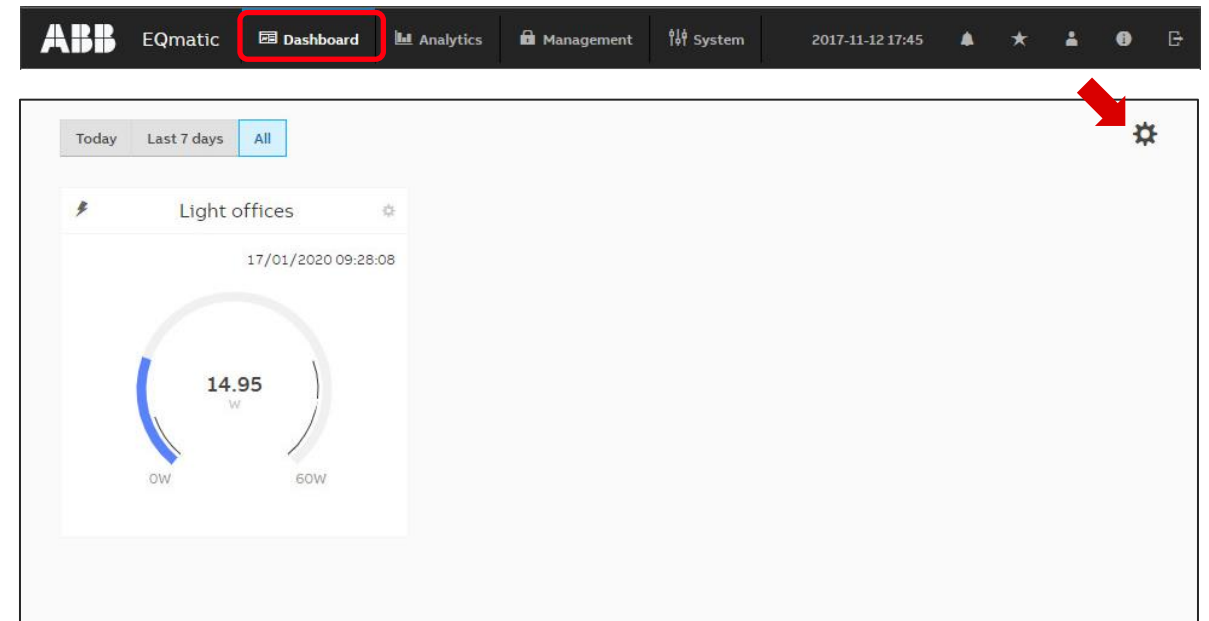 ABB EQmatic Dashboard Analytics Management System 2017-11-12 17:45
Today Last 7 days All
Light offices
17/01/2020 09:28:08
14.95
W
0W 60W